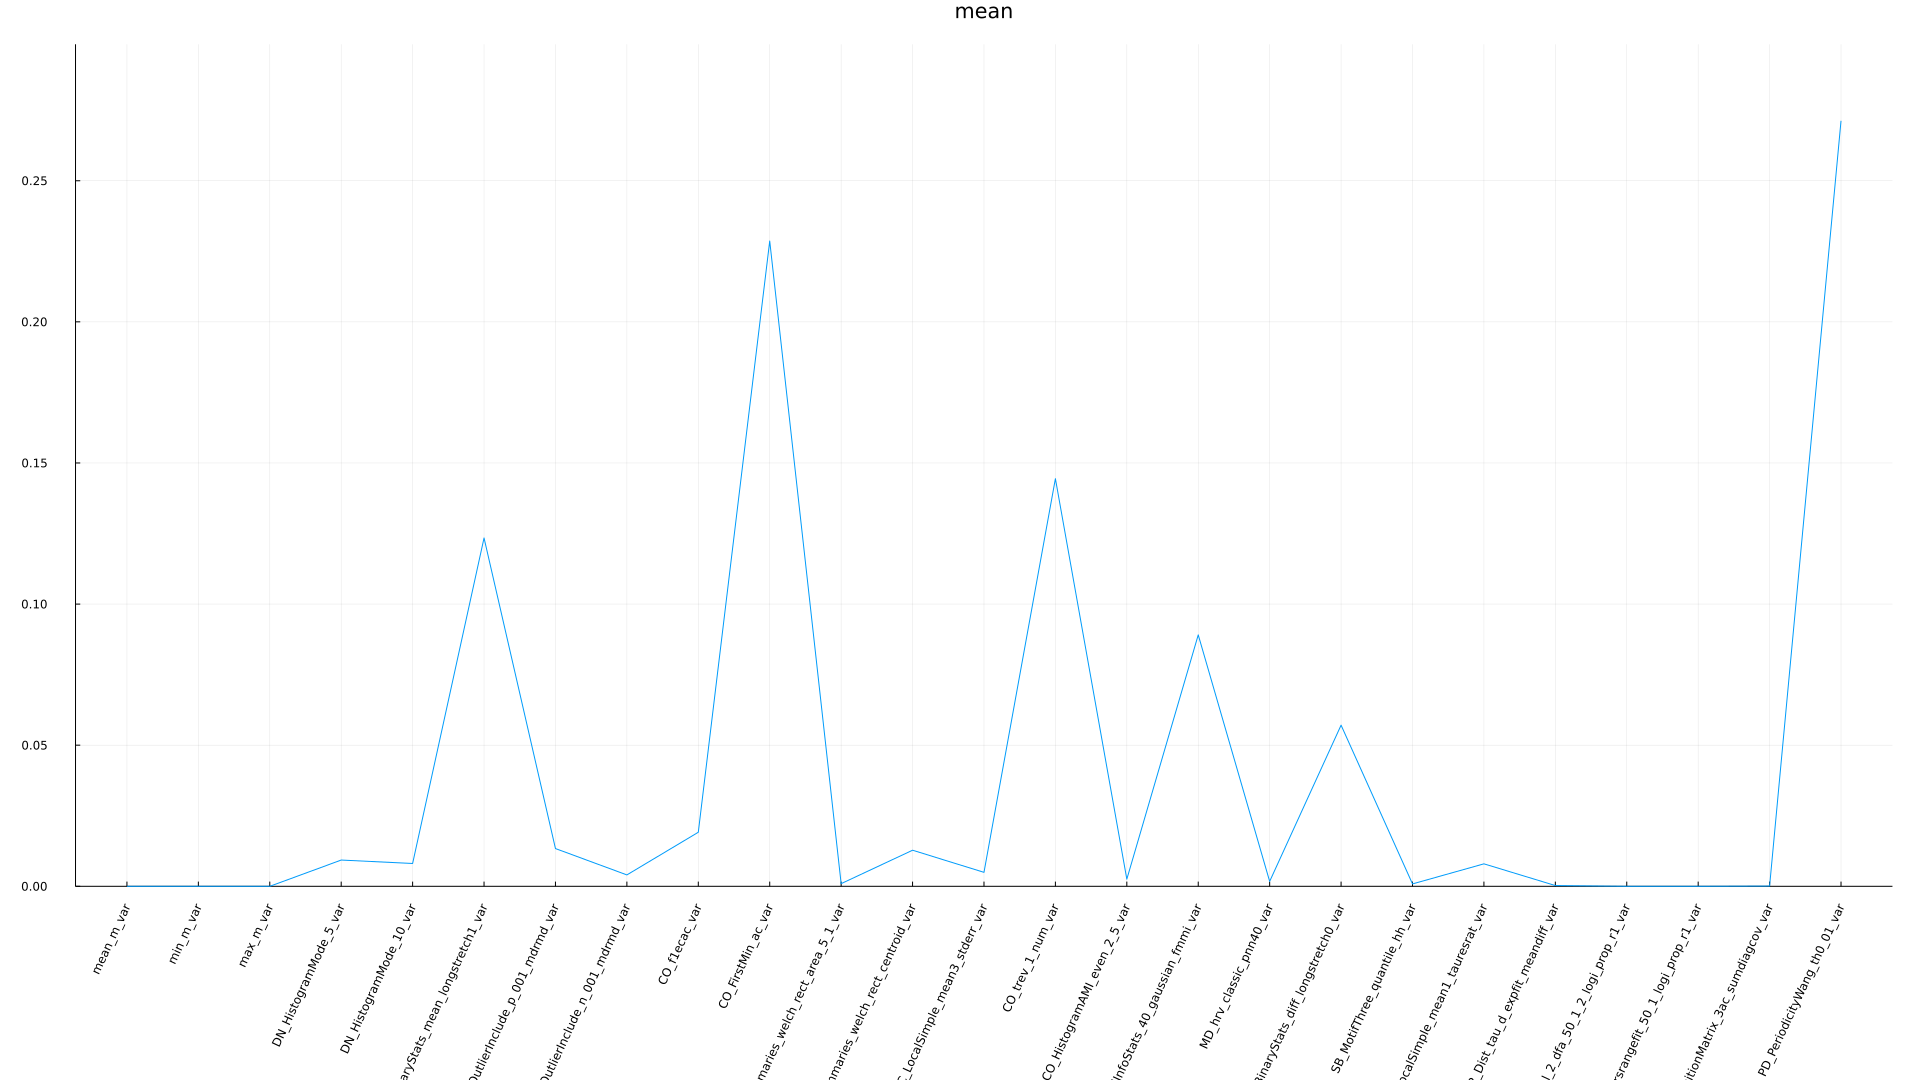 mean
0.25
0.20
0.15
0.10
0.05
0.00
mean_m_var
min_m_var
max_m_var
DN_HistogramMode_5_var
DN_HistogramMode_10_var
aryStats_mean_longstretch1_var
OutlierInclude_p_001_mdrmd_var
OutlierInclude_n_001_mdrmd_var
CO_f1ecac_var
CO_FirstMin_ac_var
maries_welch_rect_area_5_1_var
nmaries_welch_rect_centroid_var
_LocalSimple_mean3_stderr_var
CO_trev_1_num_var
CO_HistogramAMI_even_2_5_var
InfoStats_40_gaussian_fmmi_var
MD_hrv_classic_pnn40_var
BinaryStats_diff_longstretch0_var
SB_MotifThree_quantile_hh_var
ocalSimple_mean1_tauresrat_var
_Dist_tau_d_expfit_meandiff_var
l_2_dfa_50_1_2_logi_prop_r1_var
rsrangefit_50_1_logi_prop_r1_var
itionMatrix_3ac_sumdiagcov_var
PD_PeriodicityWang_th0_01_var